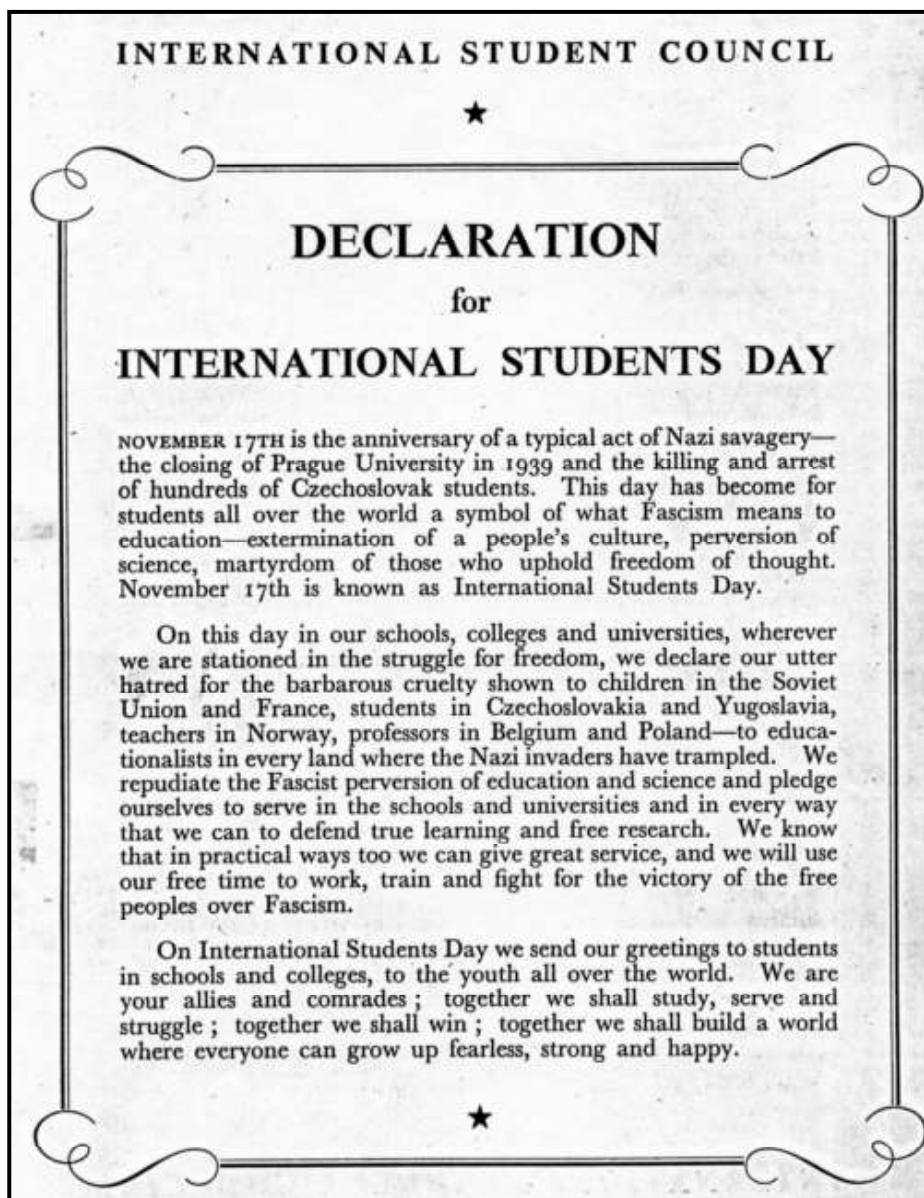 INTERNATIONAL STUDENT COUNCIL
DECLARATION
for
INTERNATIONAL STUDENTS DAY
NOVEMBER 17TH is the anniversary of a typical act of Nazi savagery—
the closing of Prague University in 1939 and the killing and arrest
of hundreds of Czechoslovak students. This day has become for
students all over the world a symbol of what Fascism means to
education—extermination of a people's culture, perversion of
science, martyrdom of those who uphold freedom of thought.
November 17th is known as International Students Day.
On this day in our schools, colleges and universities, wherever
we are stationed in the struggle for freedom, we declare our utter
hatred for the barbarous cruelty shown to children in the Soviet
Union and France, students in Czechoslovakia and Yugoslavia,
teachers in Norway, professors in Belgium and Poland—to educa-
tionalists in every land where the Nazi invaders have trampled. We
repudiate the Fascist perversion of education and science and pledge
ourselves to serve in the schools and universities and in every way
that we can to defend true learning and free research. We know
that in practical ways too we can give great service, and we will use
our free time to work, train and fight for the victory of the free
peoples over Fascism.
On International Students Day we send our greetings to students
in schools and colleges, to the youth all over the world. We are
your allies and comrades ; together we shall study, serve and
struggle ; together we shall win ; together we shall build a world
where everyone can grow up fearless, strong and happy.